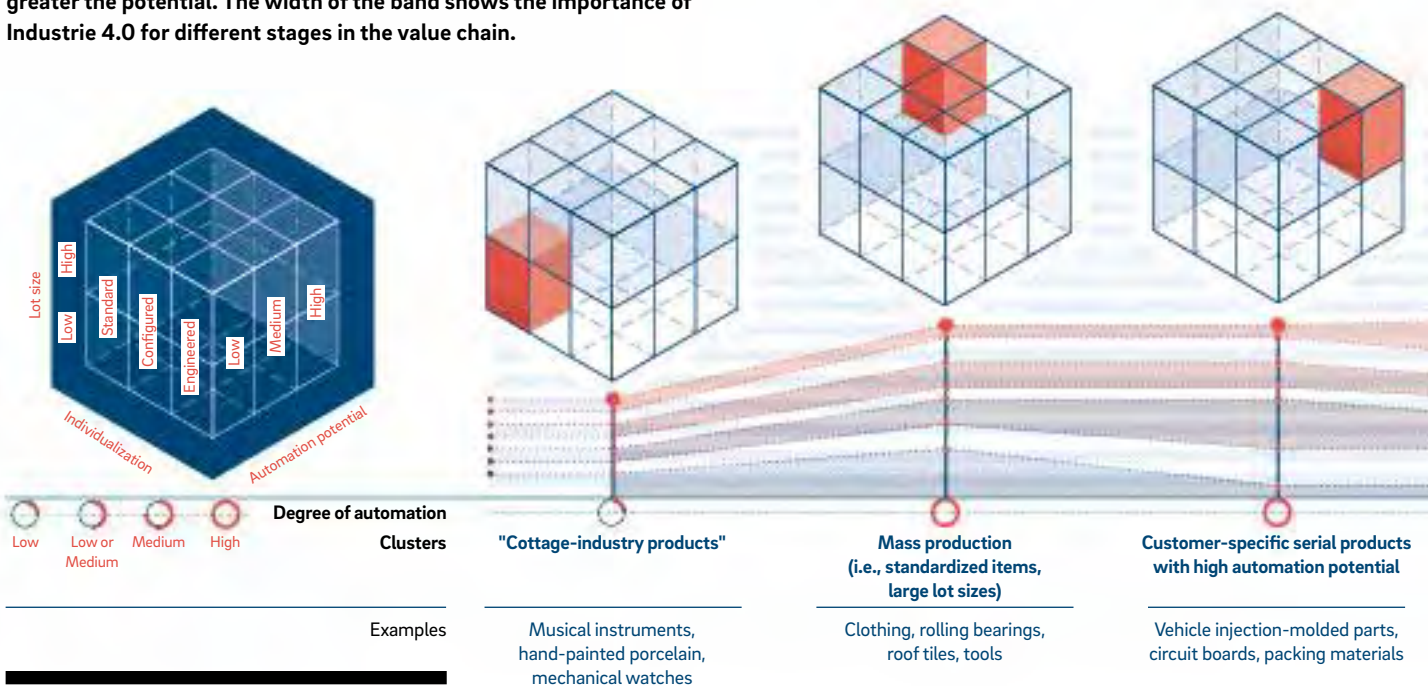 greater the potential. The width of the band shows the importance of
Industrie 4.0 for different stages in the value chain.
Lot size
High
Low
Standard
Configured
Engineered
Low
Medium
High
Individualization
Automation potential
Degree of automation
Low
Low or
Medium
Medium
High
Clusters
"Cottage-industry products"
Mass production
(i.e., standardized items,
large lot sizes)
Customer-specific serial products
with high automation potential
Examples
Musical instruments,
hand-painted porcelain,
mechanical watches
Clothing, rolling bearings,
roof tiles, tools
Vehicle injection-molded parts,
circuit boards, packing materials